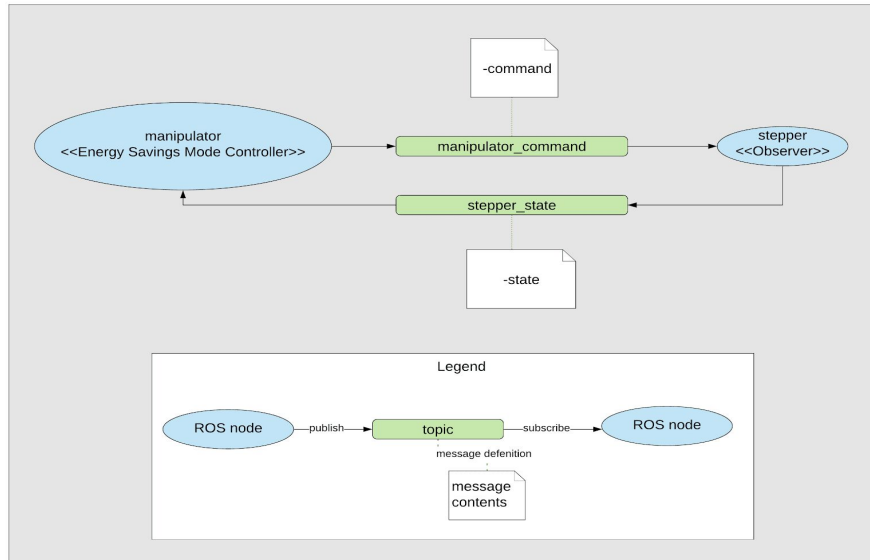 -command
manipulator
<<Energy Savings Mode Controller>>
manipulator_command
stepper
<<Observer>>
stepper_state
-state
Legend
ROS node
publish
topic
subscribe
ROS node
message defenition
message
contents